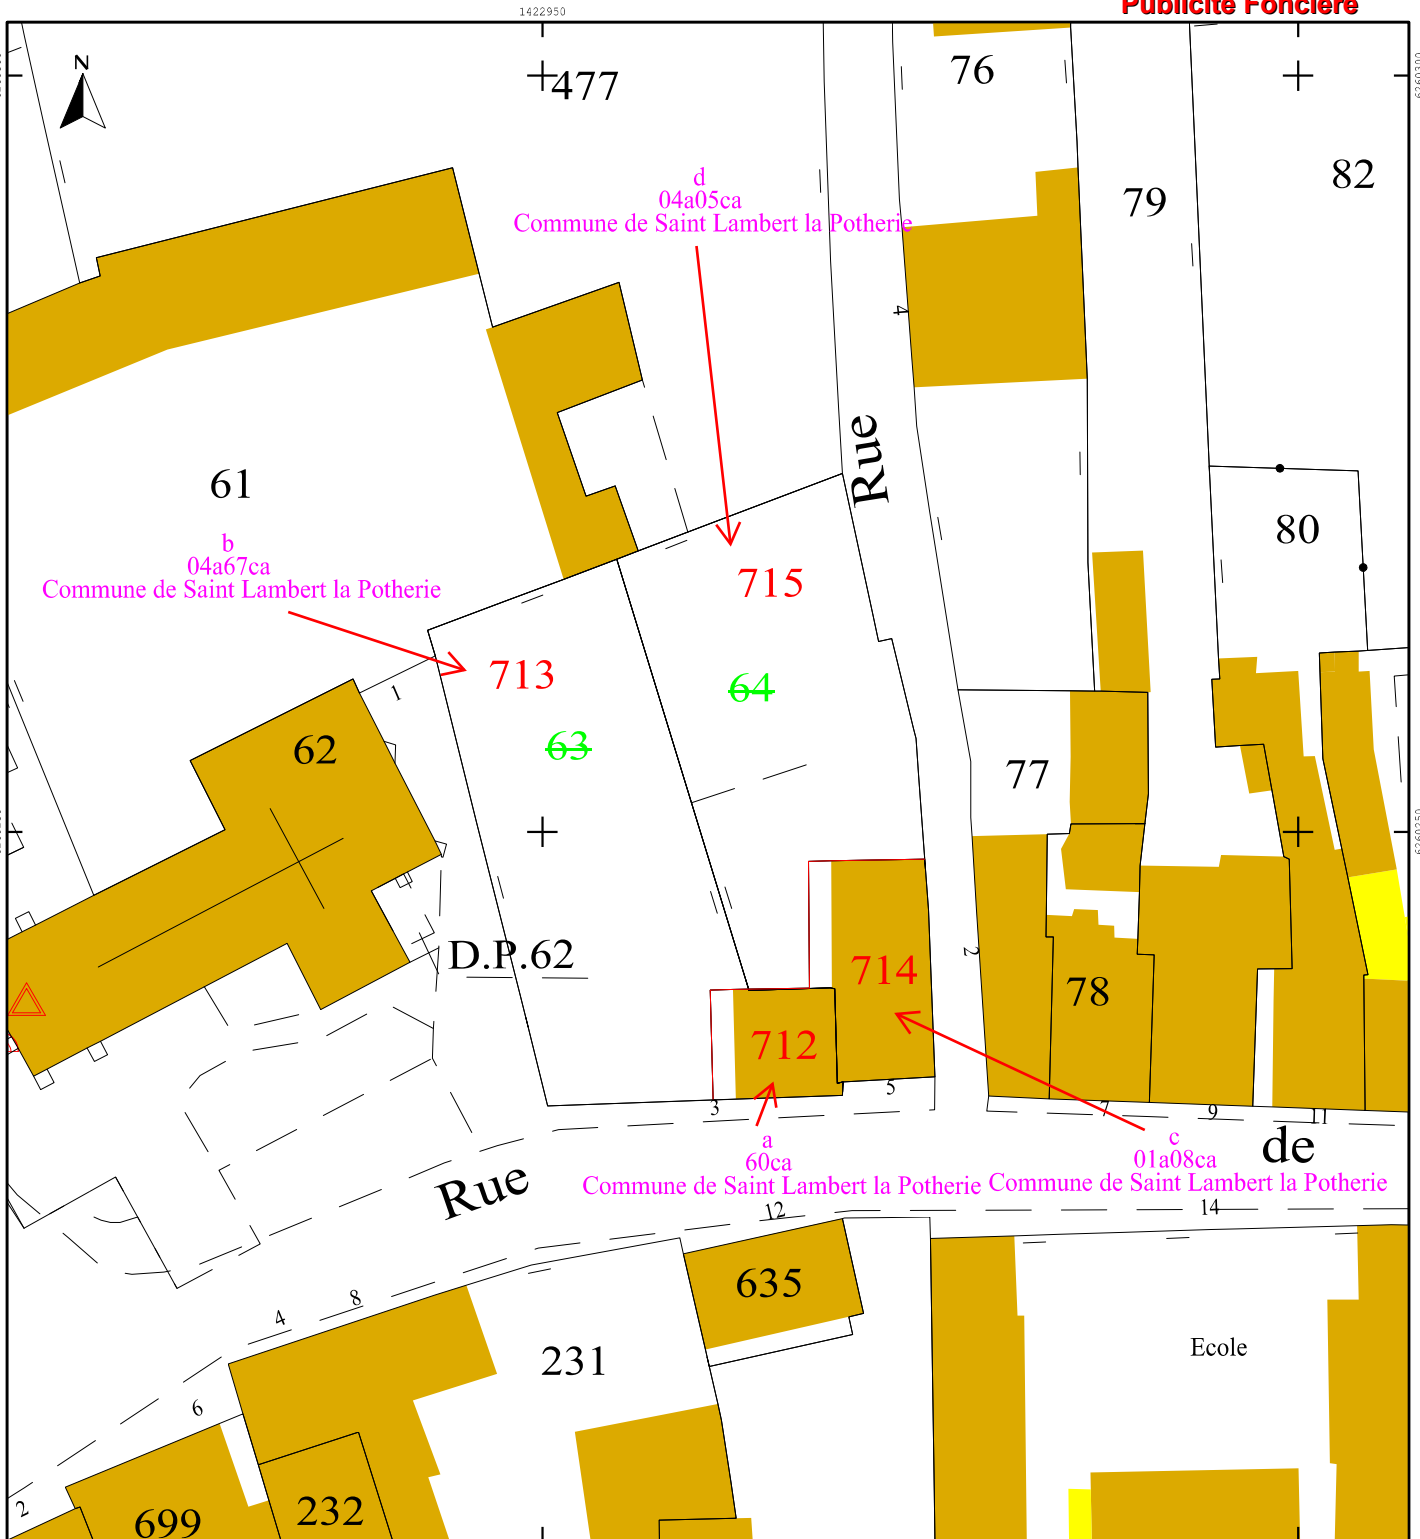 Publicité Foncière
1422950
N
477
76
82
79
d
04a05ca
Commune de Saint Lambert la Potherie
4
Rue
61
80
b
04a67ca
Commune de Saint Lambert la Potherie
715
713
64
1
63
62
77
6260250
D.P.62
2
714
78
712
5
3
7
9
11
a
60ca
Commune de Saint Lambert la Potherie
c
01a08ca
Commune de Saint Lambert la Potherie
de
Rue
12
14
635
8
4
231
Ecole
6
2
699
232